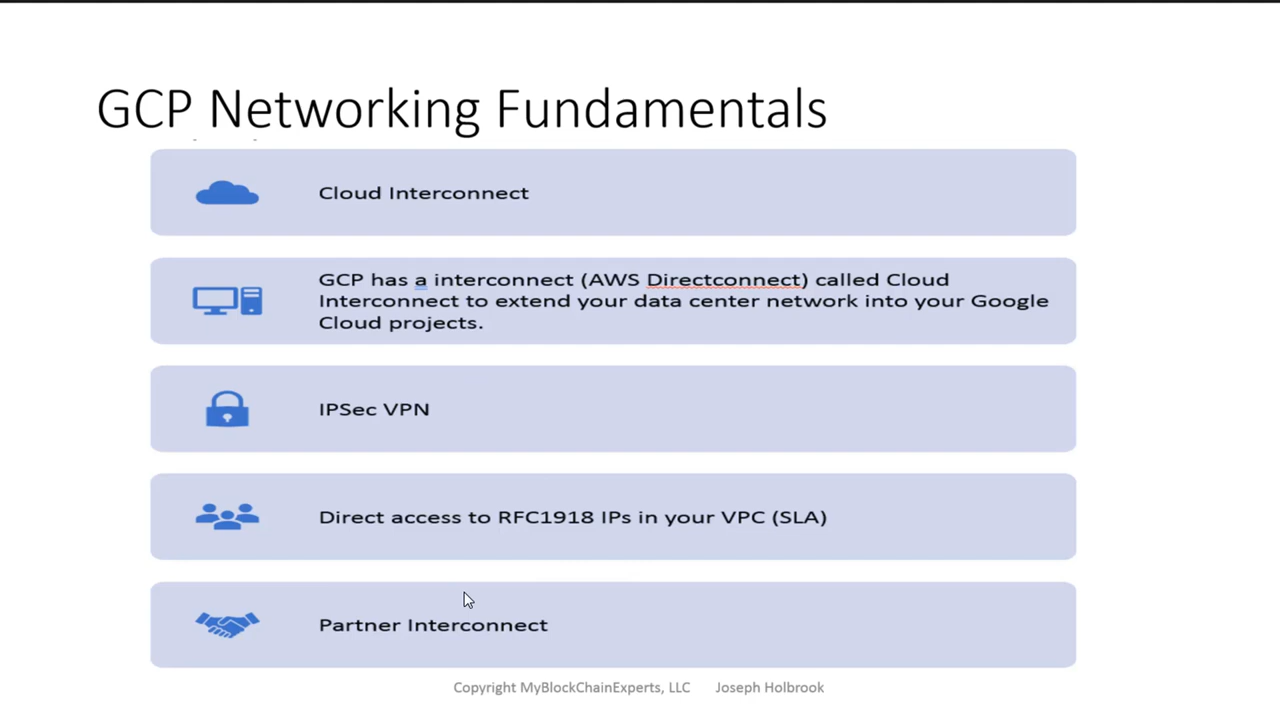 GCP Networking Fundamentals
Cloud Interconnect
GCP has a interconnect (AWS Directconnect) called Cloud
Interconnect to extend your data center network into your Google
Cloud projects.
IPSec VPN
Direct access to RFC1918 IPs in your VPC (SLA)
Partner Interconnect
Copyright MyBlockChainExperts, LLC Joseph Holbrook